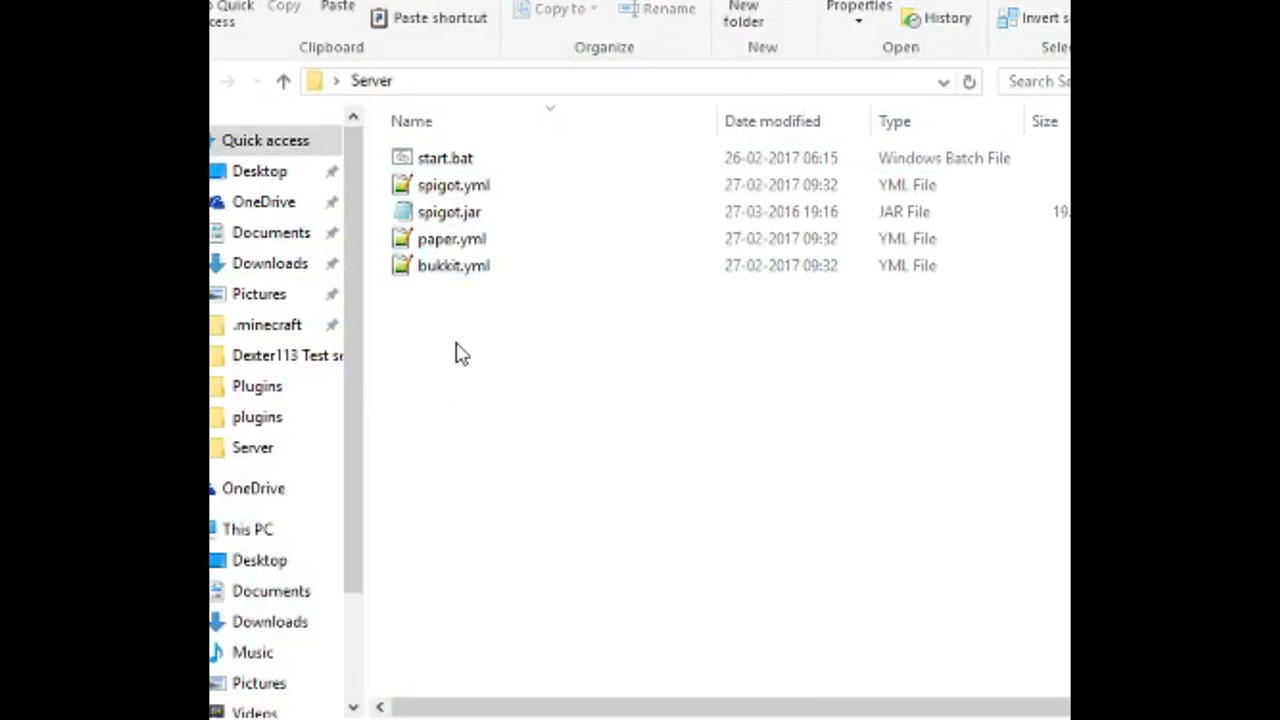 Quick Copy Paste Copy to Rename New Properties
Paste shortcut folder History Invert s
Clipboard Organize New Open Sele
Server Search Se
Name Date modified Type Size
Quick access
start.bat 26-02-2017 06:15 Windows Batch File
Desktop
spigot.yml 27-02-2017 09:32 YML File
OneDrive
spigot.jar 27-03-2016 19:16 JAR File 19.
Documents
paper.yml 27-02-2017 09:32 YML File
Downloads
bukkit.yml 27-02-2017 09:32 YML File
Pictures
.minecraft
Dexter113 Test se
Plugins
plugins
Server
OneDrive
This PC
Desktop
Documents
Downloads
Music
Pictures
Videos